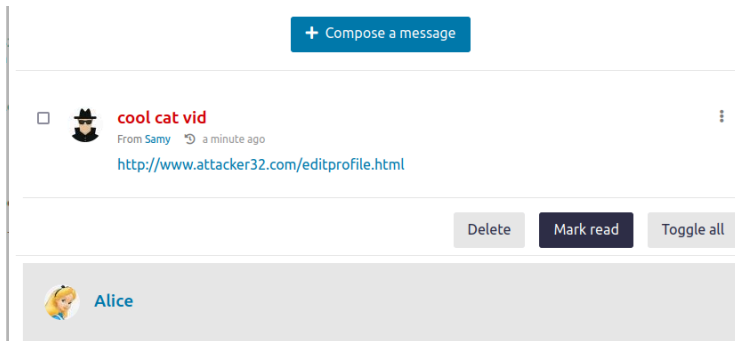 + Compose a message
cool cat vid
From Samy a minute ago
http://www.attacker32.com/editprofile.html
Delete Mark read Toggle all
Alice